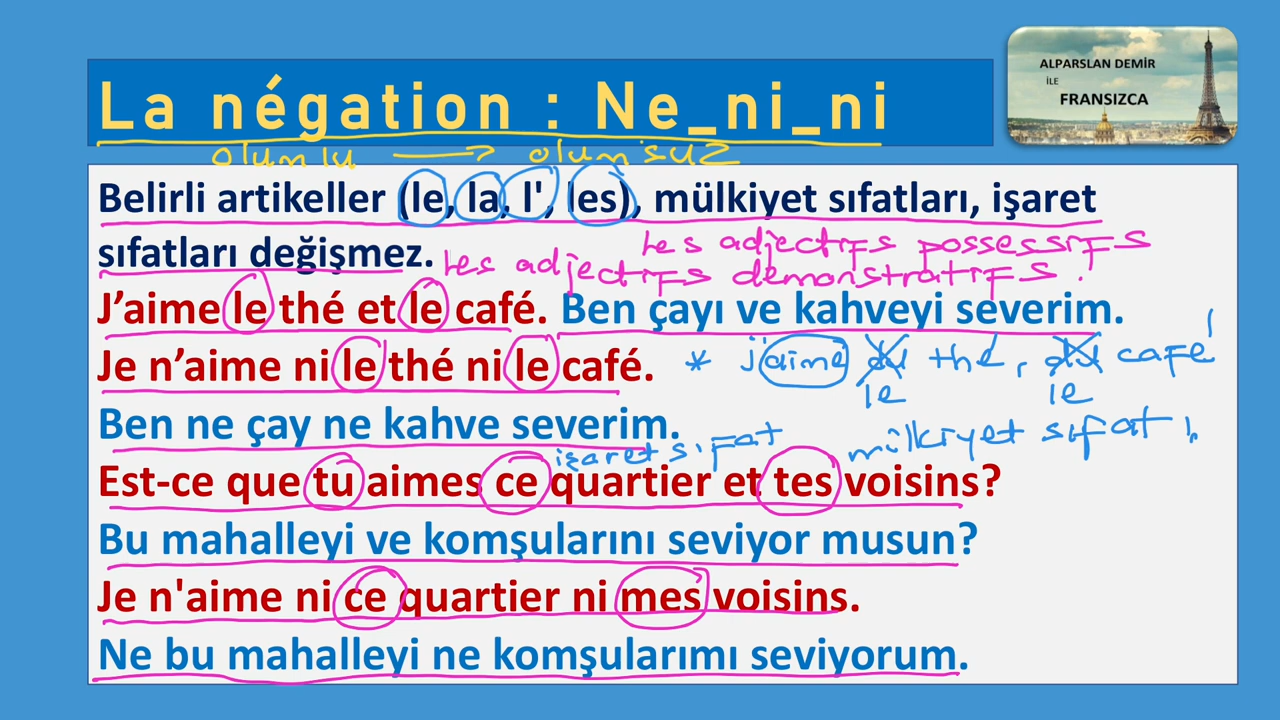 ALPARSLAN DEMİR
İLE
FRANSIZCA
La négation : Ne_ni_ni
olumlu → olumsuz
Belirli artikeller (le, la, l', les), mülkiyet sıfatları, işaret
les adjectifs possessifs
sıfatları değişmez.
les adjectifs démonstratifs.
J’aime le thé et le café. Ben çayı ve kahveyi severim.
Je n’aime ni le thé ni le café.
* j'aime du thé, du café
le le
Ben ne çay ne kahve severim.
işaret sıfat mülkiyet sıfatı
Est-ce que tu aimes ce quartier et tes voisins?
Bu mahalleyi ve komşularını seviyor musun?
Je n'aime ni ce quartier ni mes voisins.
Ne bu mahalleyi ne komşularımı seviyorum.